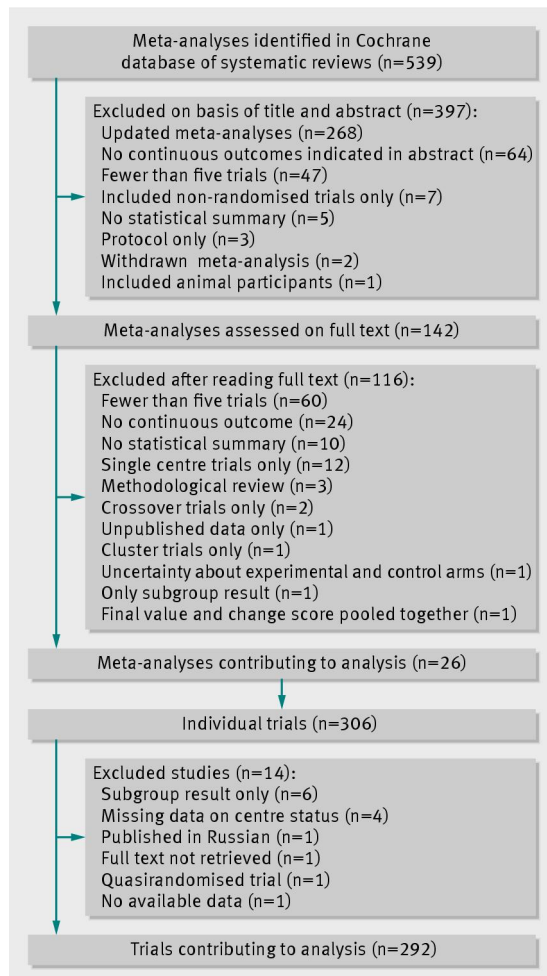 Meta-analyses identified in Cochrane
database of systematic reviews (n=539)
Excluded on basis of title and abstract (n=397):
Updated meta-analyses (n=268)
No continuous outcomes indicated in abstract (n=64)
Fewer than five trials (n=47)
Included non-randomised trials only (n=7)
No statistical summary (n=5)
Protocol only (n=3)
Withdrawn meta-analysis (n=2)
Included animal participants (n=1)
Meta-analyses assessed on full text (n=142)
Excluded after reading full text (n=116):
Fewer than five trials (n=60)
No continuous outcome (n=24)
No statistical summary (n=10)
Single centre trials only (n=12)
Methodological review (n=3)
Crossover trials only (n=2)
Unpublished data only (n=1)
Cluster trials only (n=1)
Uncertainty about experimental and control arms (n=1)
Only subgroup result (n=1)
Final value and change score pooled together (n=1)
Meta-analyses contributing to analysis (n=26)
Individual trials (n=306)
Excluded studies (n=14):
Subgroup result only (n=6)
Missing data on centre status (n=4)
Published in Russian (n=1)
Full text not retrieved (n=1)
Quasirandomised trial (n=1)
No available data (n=1)
Trials contributing to analysis (n=292)